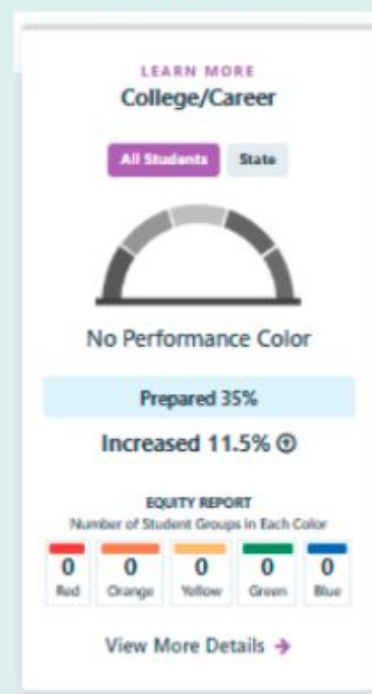 LEARN MORE
College/Career
All Students State
No Performance Color
Prepared 35%
Increased 11.5%
EQUITY REPORT
Number of Student Groups in Each Color
0 0 0 0 0
Red Orange Yellow Green Blue
View More Details →